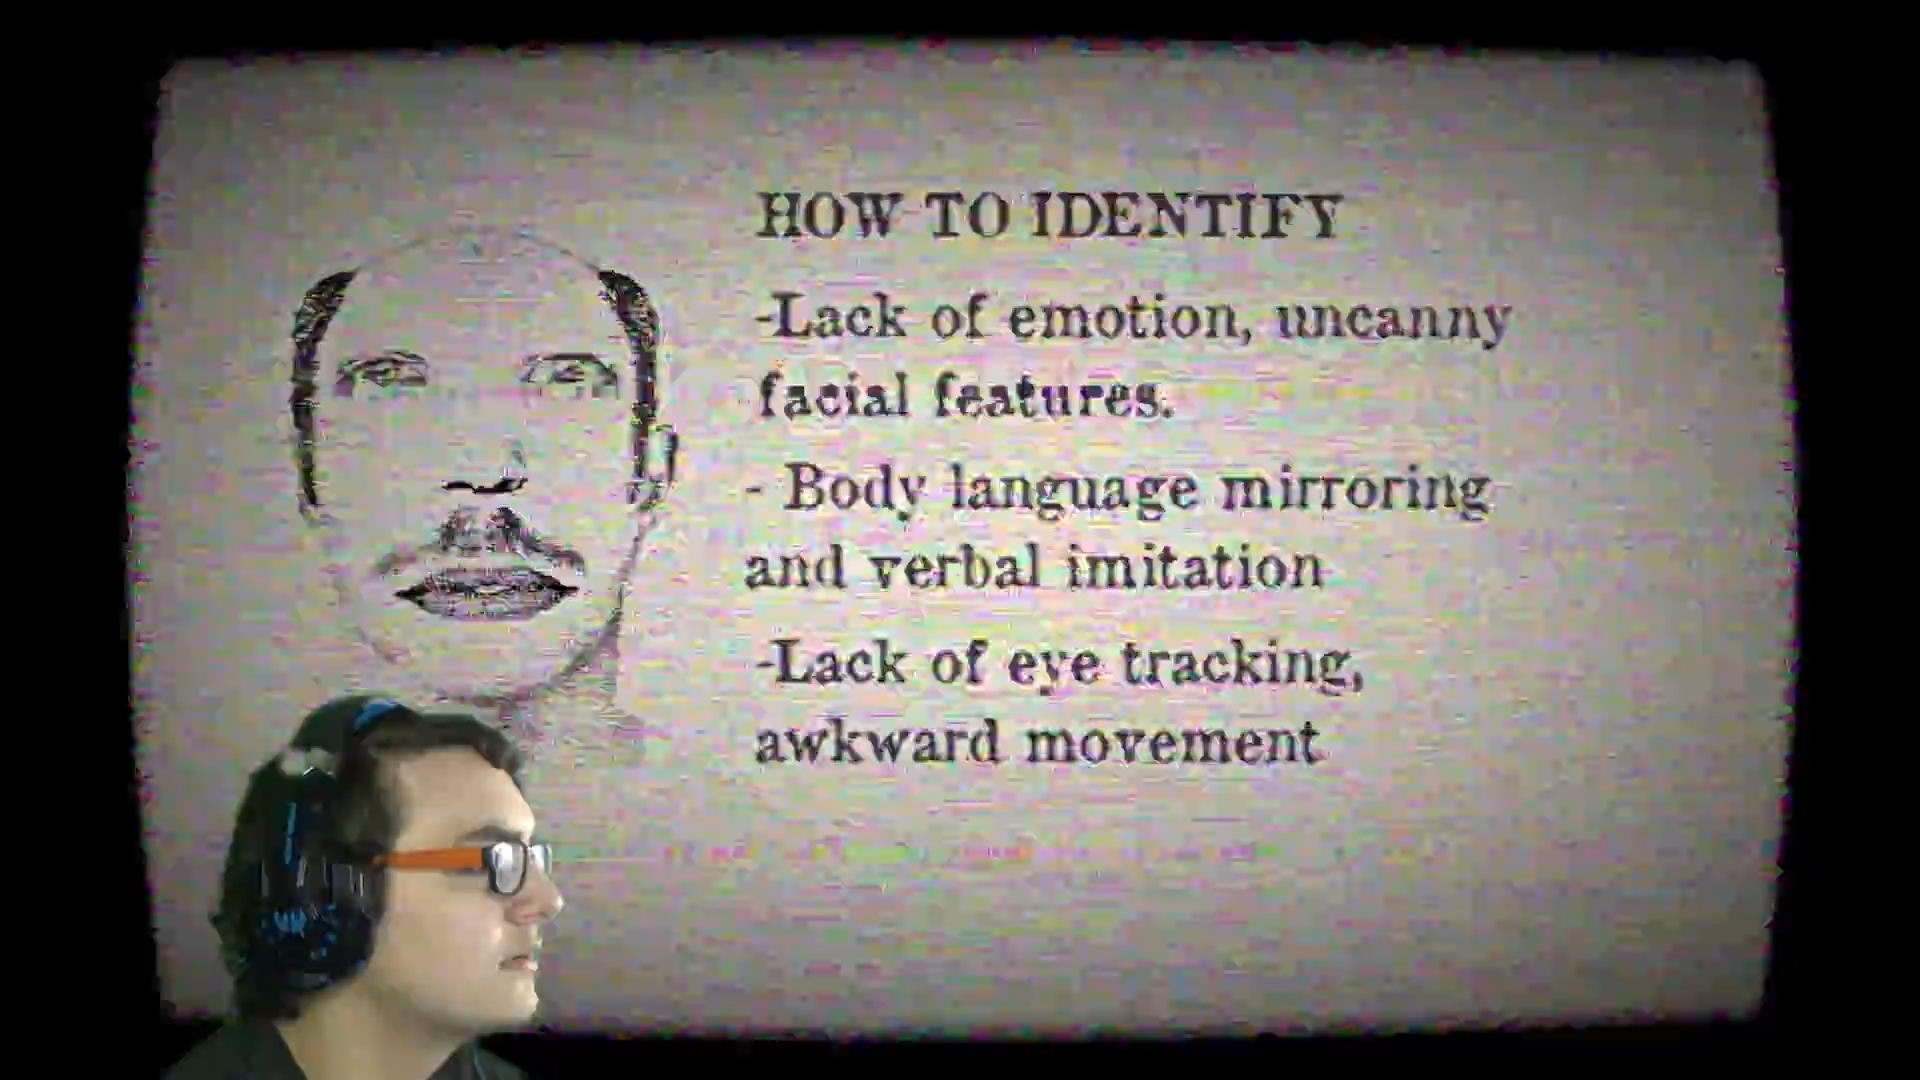 HOW TO IDENTIFY
-Lack of emotion, uncanny
facial features.
- Body language mirroring
and verbal imitation
-Lack of eye tracking,
awkward movement